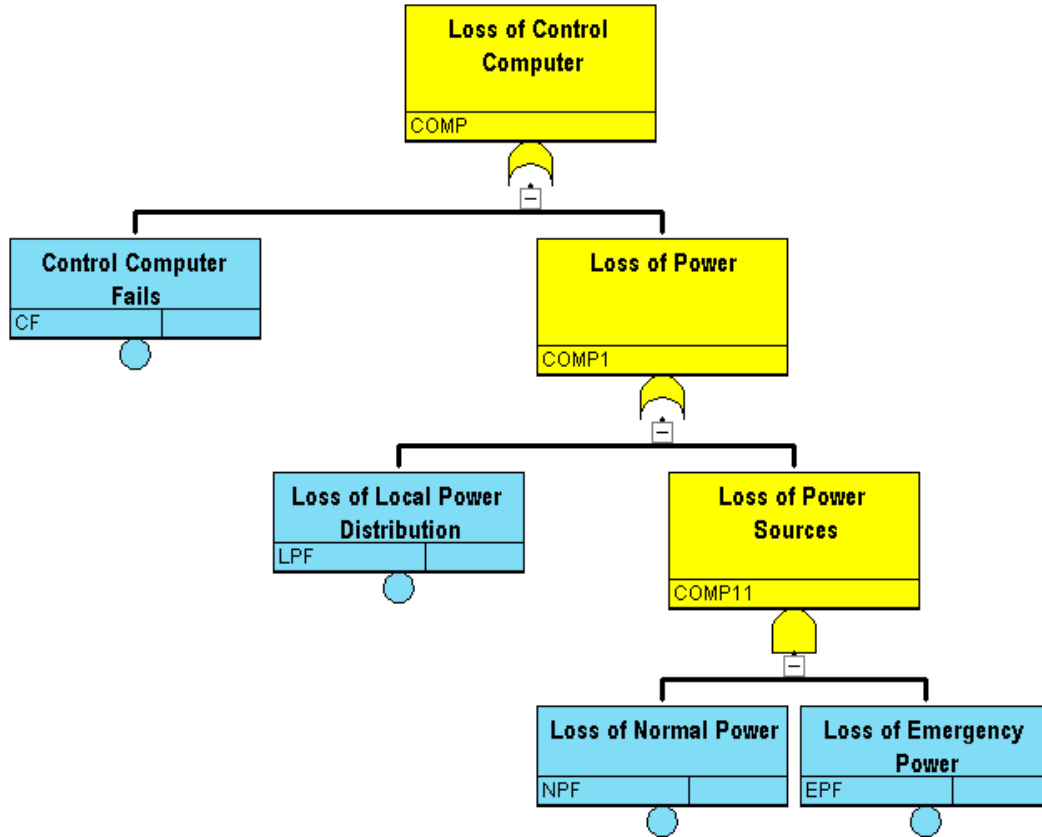 Loss of Control
Computer
COMP
Control Computer
Fails
CF
Loss of Power
COMP1
Loss of Local Power
Distribution
LPF
Loss of Power
Sources
COMP11
Loss of Normal Power
NPF
Loss of Emergency
Power
EPF